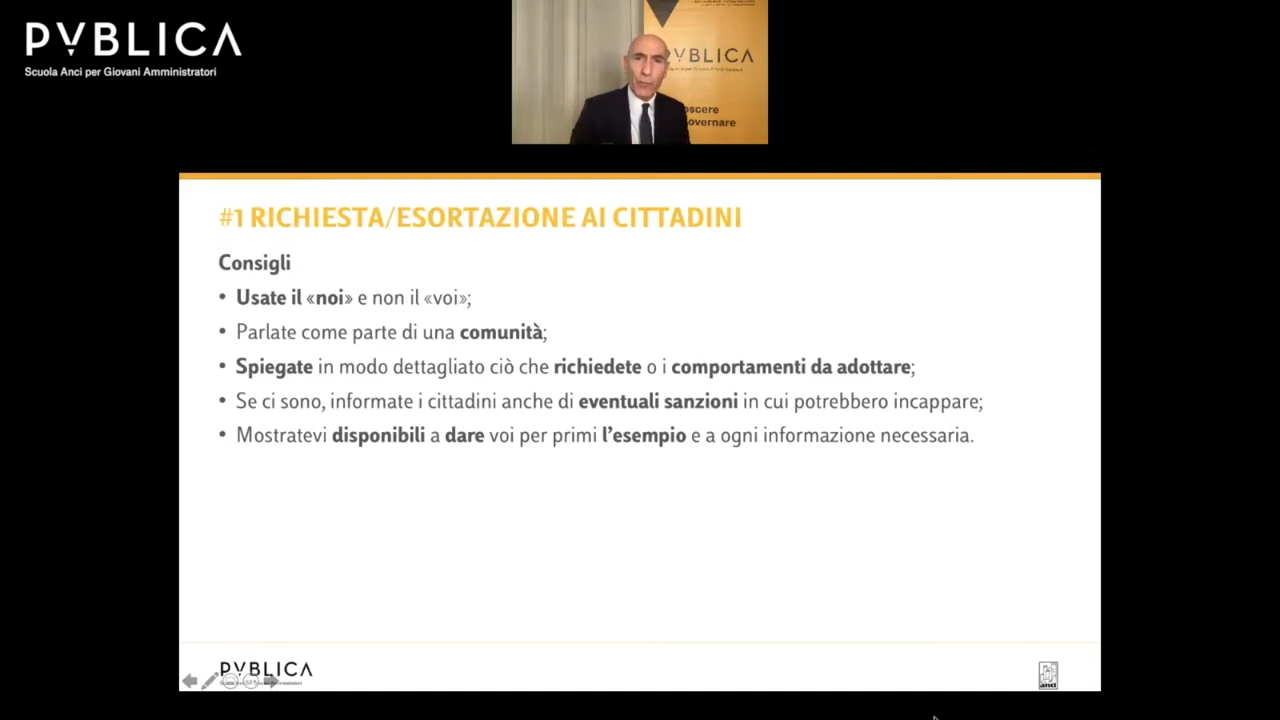 PVBLICA
Scuola Anci per Giovani Amministratori
PVBLICA
oscere
overnare
#1 RICHIESTA/ESORTAZIONE AI CITTADINI
Consigli
• Usate il «noi» e non il «voi»;
• Parlate come parte di una comunità;
• Spiegate in modo dettagliato ciò che richiedete o i comportamenti da adottare;
• Se ci sono, informate i cittadini anche di eventuali sanzioni in cui potrebbero incappare;
• Mostratevi disponibili a dare voi per primi l'esempio e a ogni informazione necessaria.
PVBLICA
anci